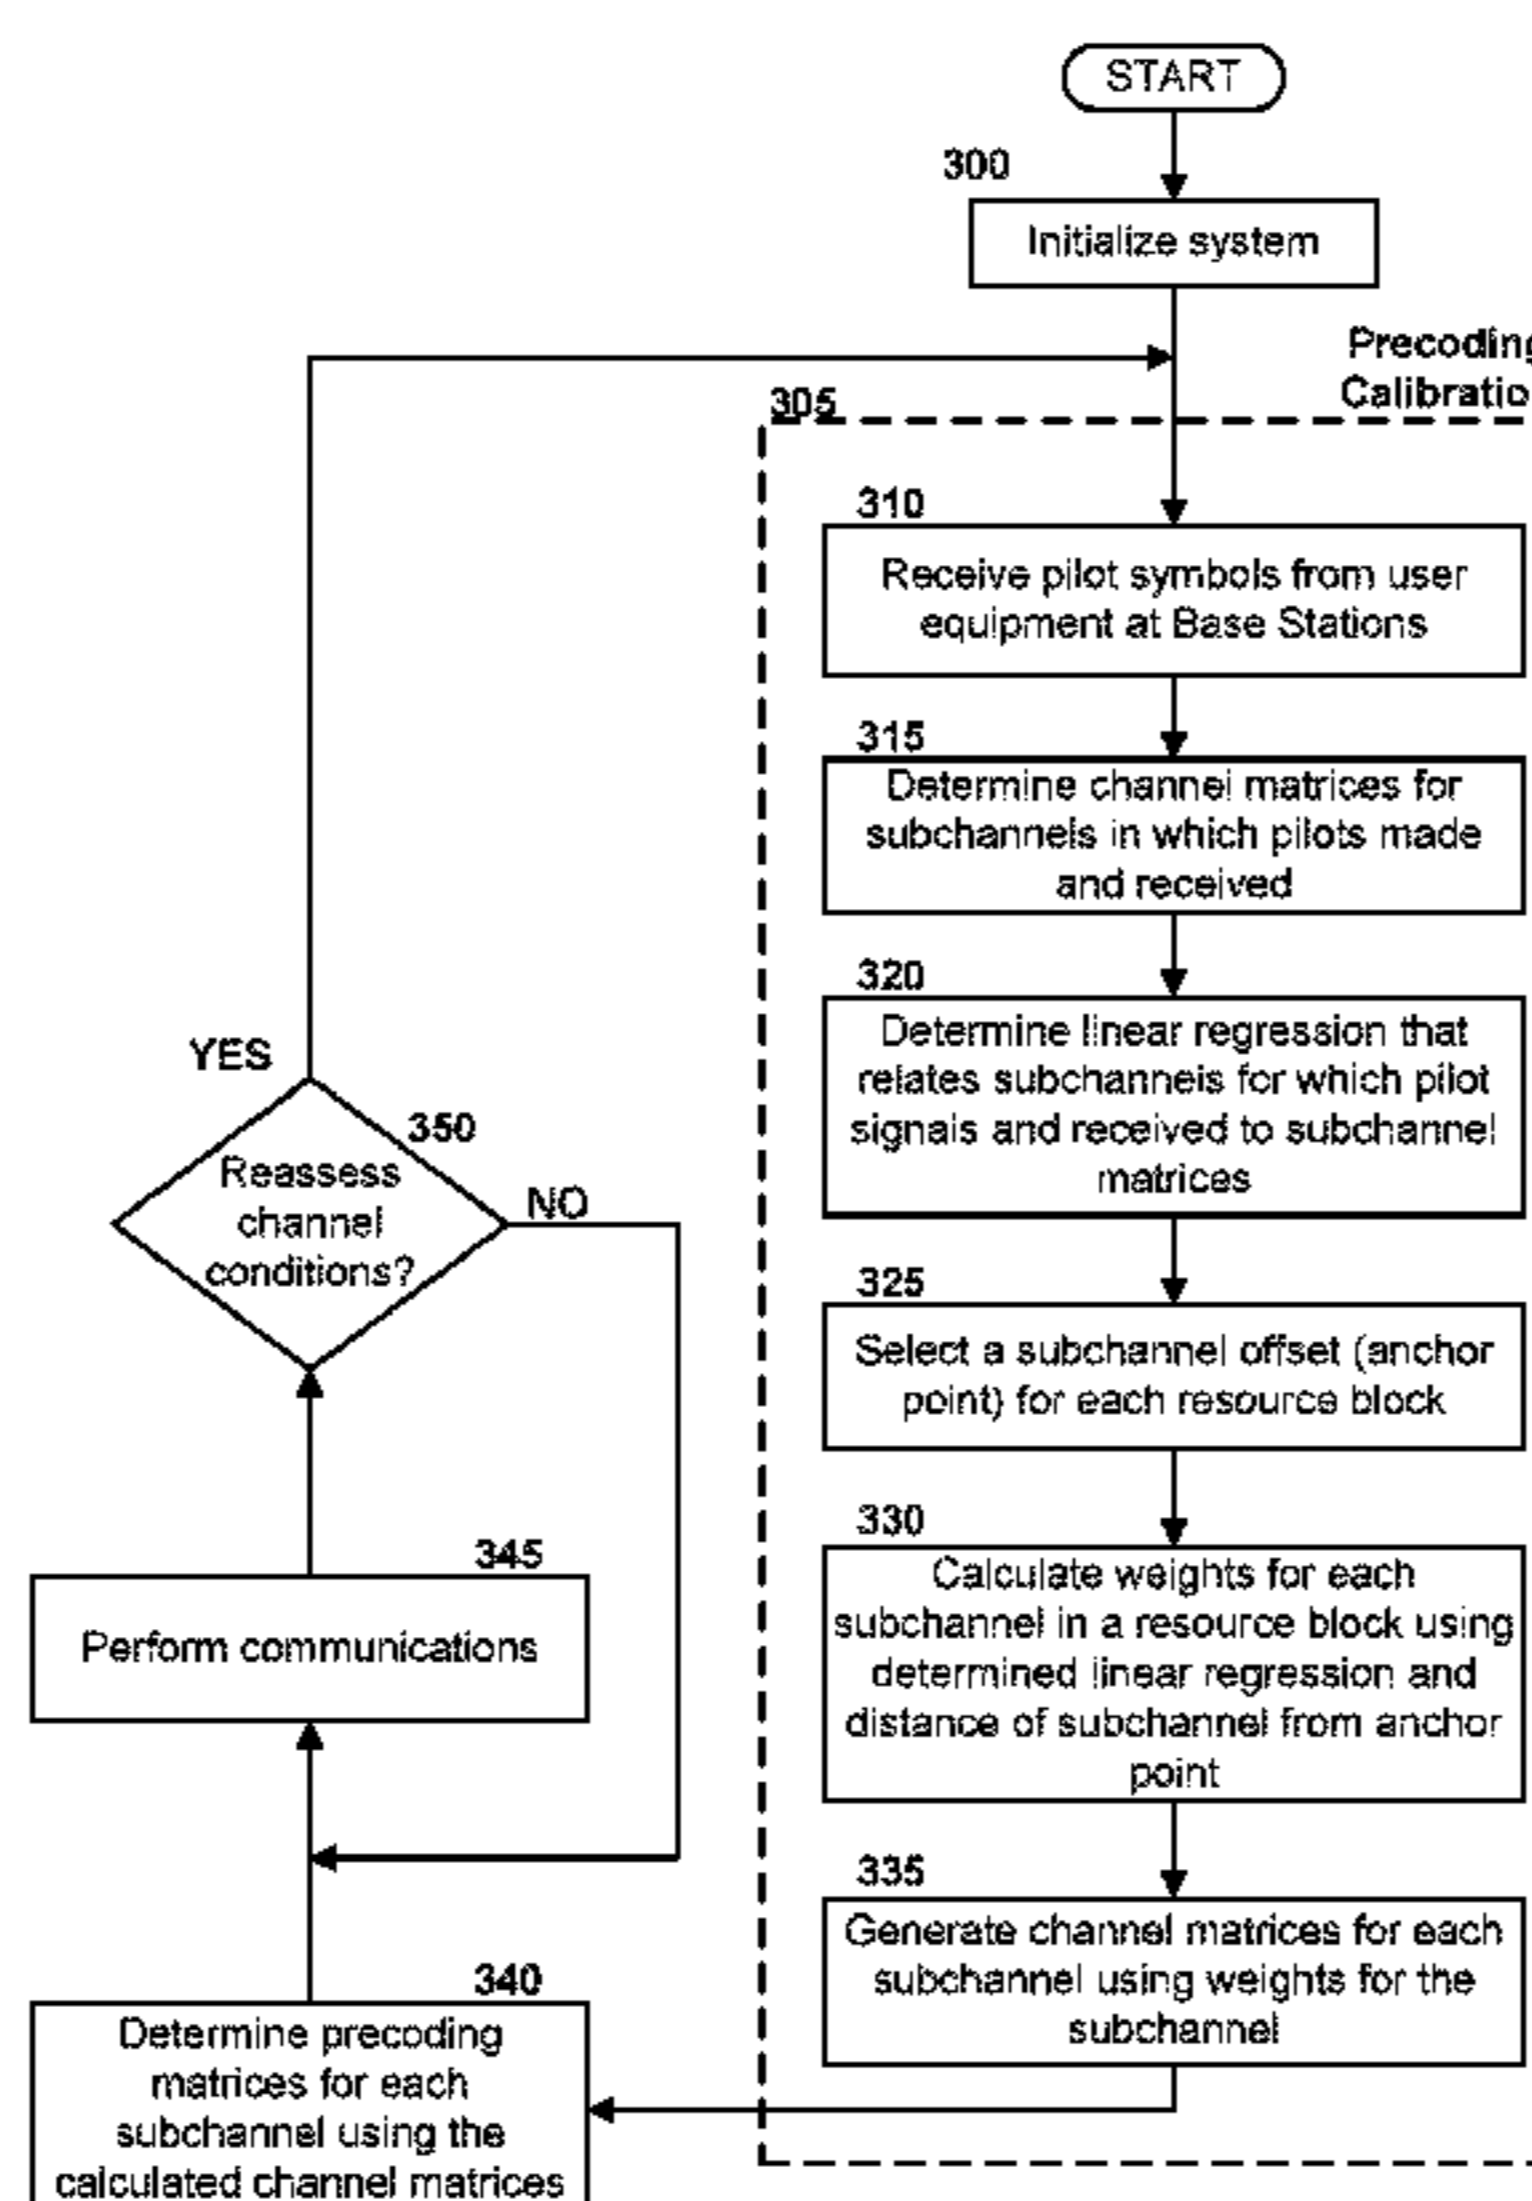 START
300
Initialize system
Precoding
Calibratio
305
310
Receive pilot symbols from user
equipment at Base Stations
315
Determine channel matrices for
subchannels in which pilots made
and received
320
Determine linear regression that
relates subchannels for which pilot
signals and received to subchannel
matrices
325
Select a subchannel offset (anchor
point) for each resource block
330
Calculate weights for each
subchannel in a resource block using
determined linear regression and
distance of subchannel from anchor
point
335
Generate channel matrices for each
subchannel using weights for the
subchannel
340
Determine precoding
matrices for each
subchannel using the
calculated channel matrices
345
Perform communications
350
Reassess
channel
conditions?
YES
NO